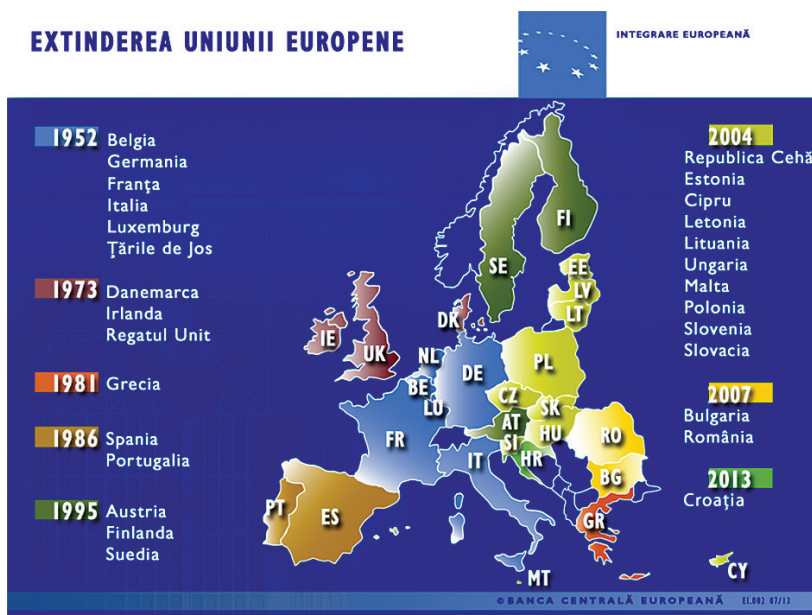 EXTINDEREA UNIUNII EUROPENE
INTEGRARE EUROPEANĂ
1952 Belgia
Germania
Franţa
Italia
Luxemburg
Ţările de Jos
1973 Danemarca
Irlanda
Regatul Unit
1981 Grecia
1986 Spania
Portugalia
1995 Austria
Finlanda
Suedia
FI
SE
EE
LV
LT
DK
IE
UK
NL
DE
PL
BE
LU
CZ
SK
FR
AT
HU
SI
RO
IT
HR
BG
PT
ES
GR
MT
CY
2004
Republica Cehă
Estonia
Cipru
Letonia
Lituania
Ungaria
Malta
Polonia
Slovenia
Slovacia
2007
Bulgaria
România
2013
Croaţia
©BANCA CENTRALĂ EUROPEANĂ EI.002 07/13